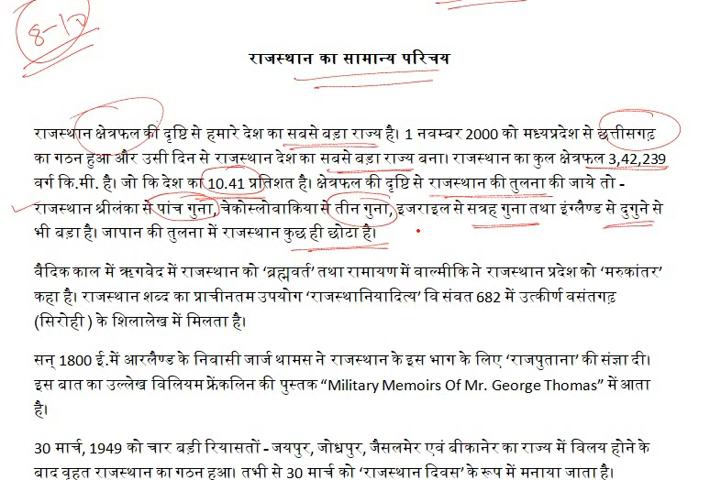 8-12
राजस्थान का सामान्य परिचय
राजस्थान क्षेत्रफल की दृष्टि से हमारे देश का सबसे बड़ा राज्य है। 1 नवम्बर 2000 को मध्यप्रदेश से छत्तीसगढ़
का गठन हुआ और उसी दिन से राजस्थान देश का सबसे बड़ा राज्य बना। राजस्थान का कुल क्षेत्रफल 3,42,239
वर्ग कि.मी. है। जो कि देश का 10.41 प्रतिशत है। क्षेत्रफल की दृष्टि से राजस्थान की तुलना की जाये तो -
राजस्थान श्रीलंका से पांच गुना, चेकोस्लोवाकिया से तीन गुना, इजराइल से सत्रह गुना तथा इंग्लैण्ड से दुगुने से
भी बड़ा है। जापान की तुलना में राजस्थान कुछ ही छोटा है।
वैदिक काल में ऋगवेद में राजस्थान को ‘ब्रह्मवर्त’ तथा रामायण में वाल्मीकि ने राजस्थान प्रदेश को ‘मरुकांतर’
कहा है। राजस्थान शब्द का प्राचीनतम उपयोग ‘राजस्थानियादित्य’ वि संवत 682 में उत्कीर्ण वसंतगढ़
(सिरोही ) के शिलालेख में मिलता है।
सन् 1800 ई.में आरलैण्ड के निवासी जार्ज थामस ने राजस्थान के इस भाग के लिए ‘राजपुताना’ की संज्ञा दी।
इस बात का उल्लेख विलियम फ्रेंकलिन की पुस्तक “Military Memoirs Of Mr. George Thomas” में आता
है।
30 मार्च, 1949 को चार बड़ी रियासतों - जयपुर, जोधपुर, जैसलमेर एवं बीकानेर का राज्य में विलय होने के
बाद वृहत राजस्थान का गठन हुआ। तभी से 30 मार्च को ‘राजस्थान दिवस’ के रूप में मनाया जाता है।